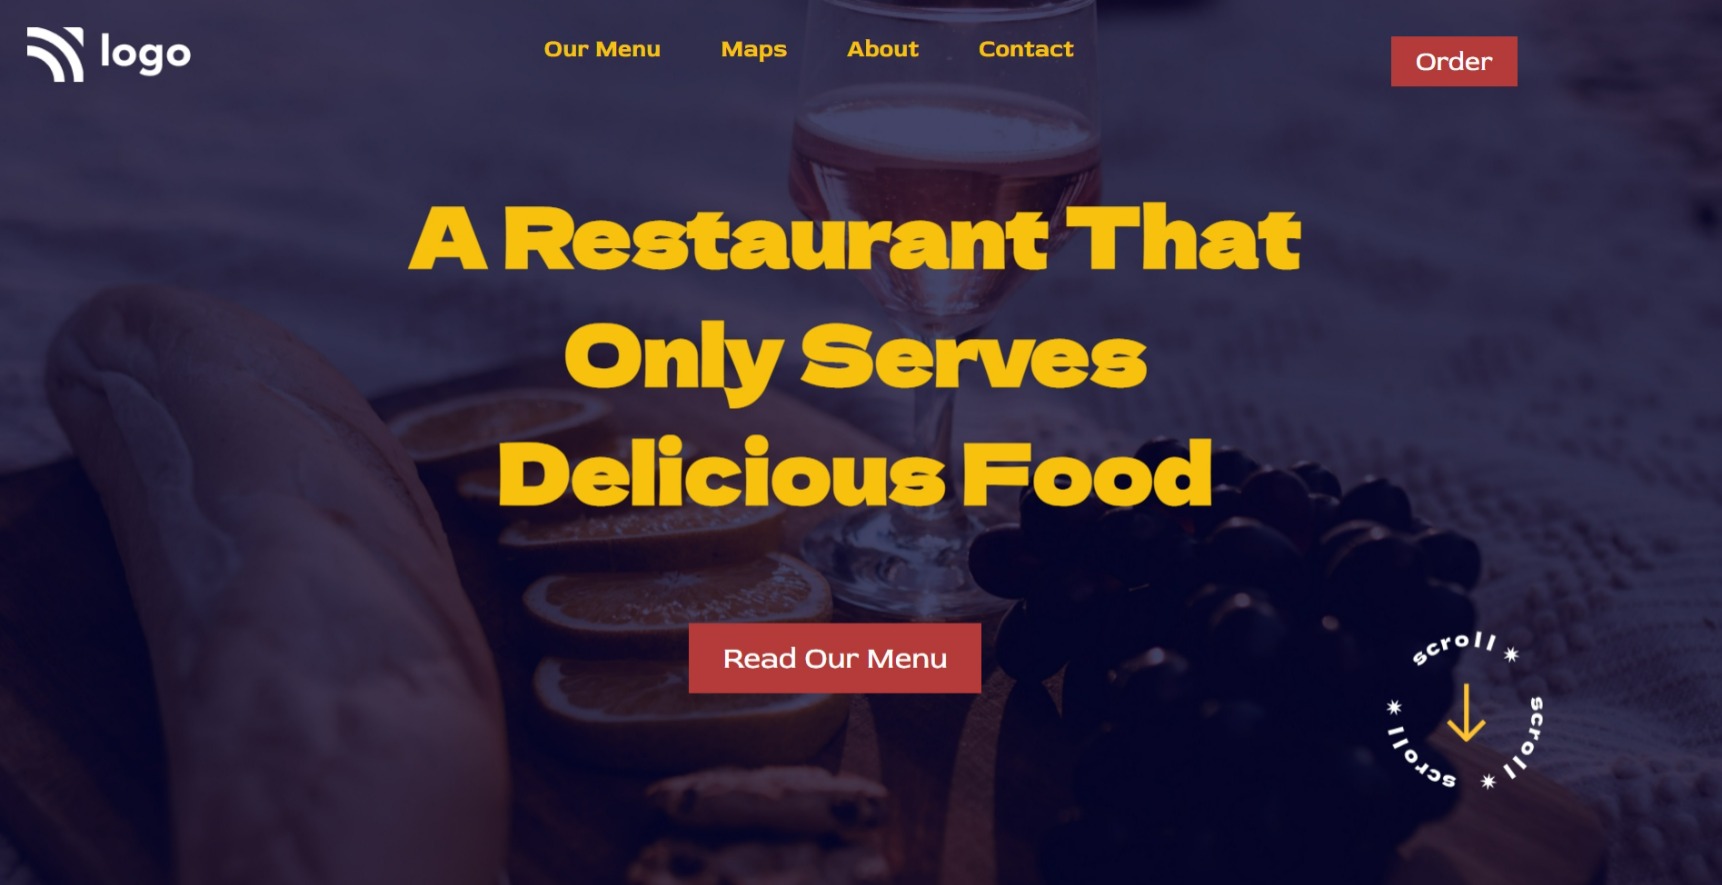 logo
Our Menu
Maps
About
Contact
Order
A Restaurant That
Only Serves
Delicious Food
Read Our Menu
scroll
scroll
scroll